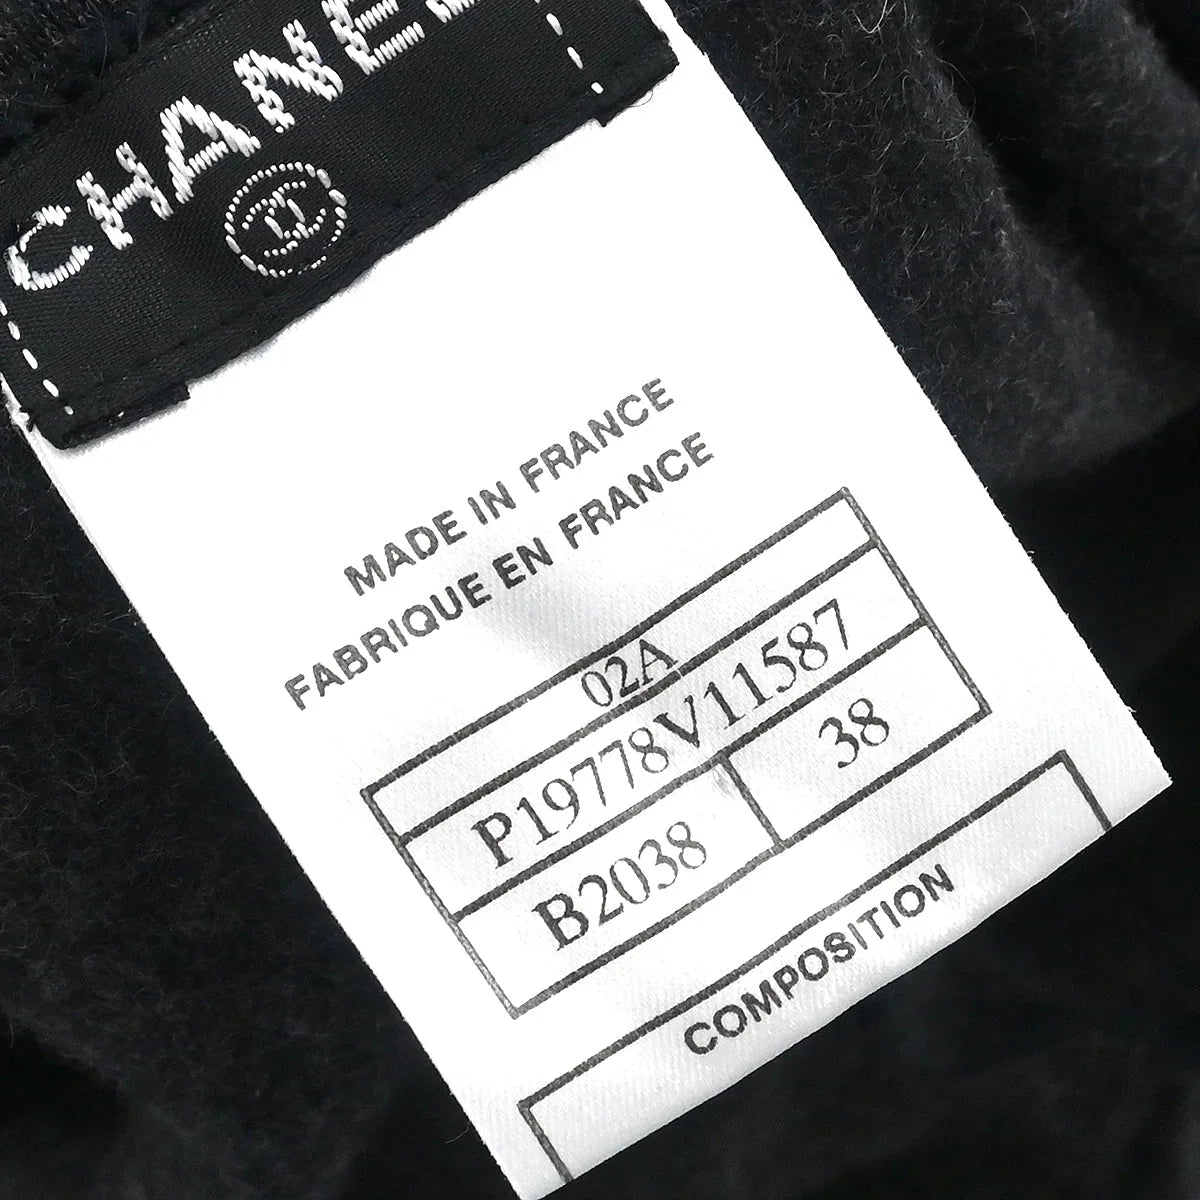 CHANEL
MADE IN FRANCE
FABRIQUE EN FRANCE
02A
P19778V11587
B2038 38
COMPOSITION